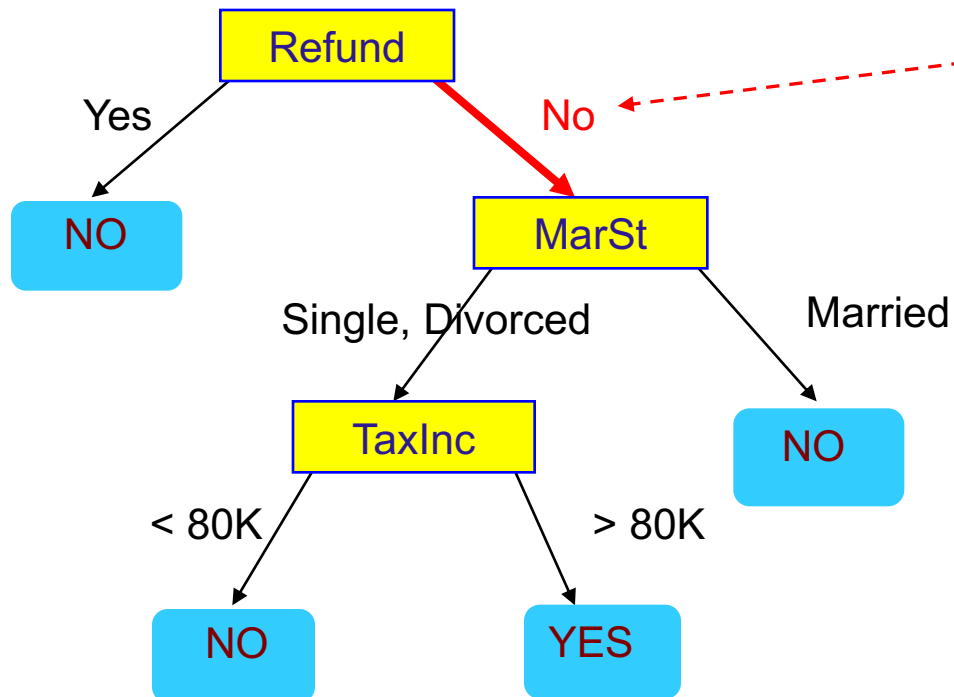 Refund
Yes
No
NO
MarSt
Single, Divorced
Married
TaxInc
NO
< 80K
> 80K
NO
YES